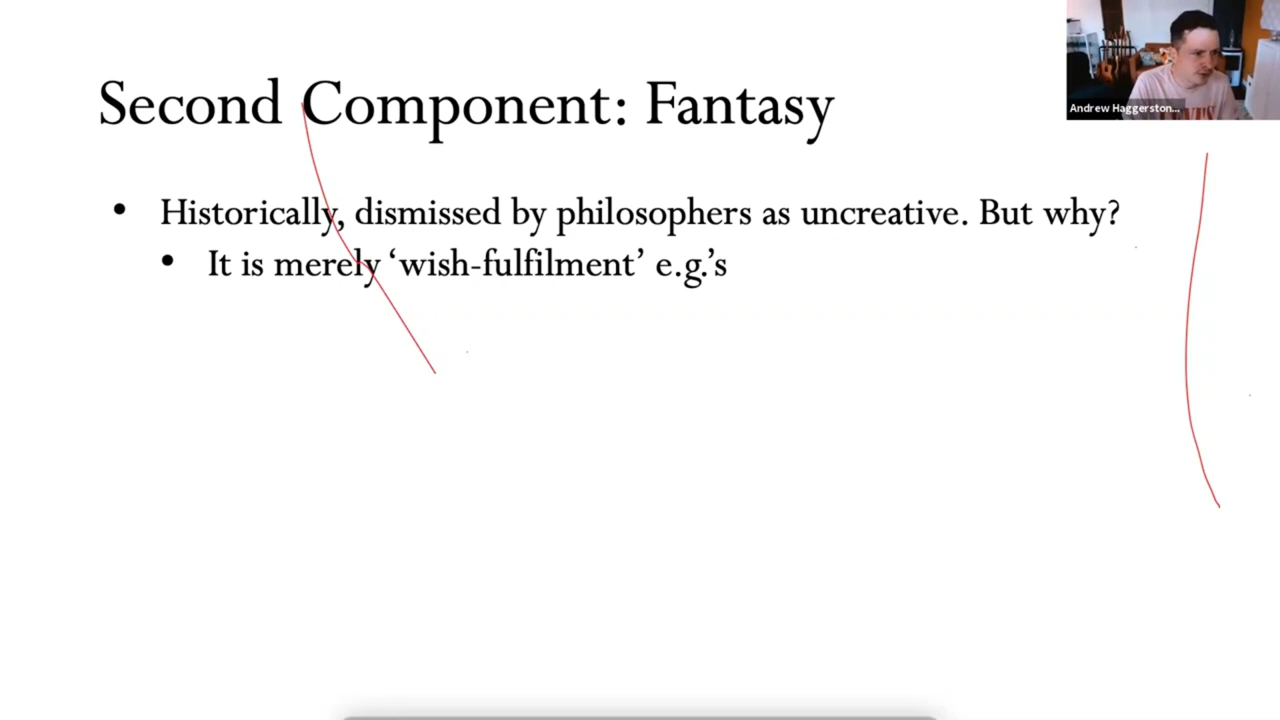 Second Component: Fantasy
Andrew Haggerston...
• Historically, dismissed by philosophers as uncreative. But why?
• It is merely ‘wish-fulfilment’ e.g.’s